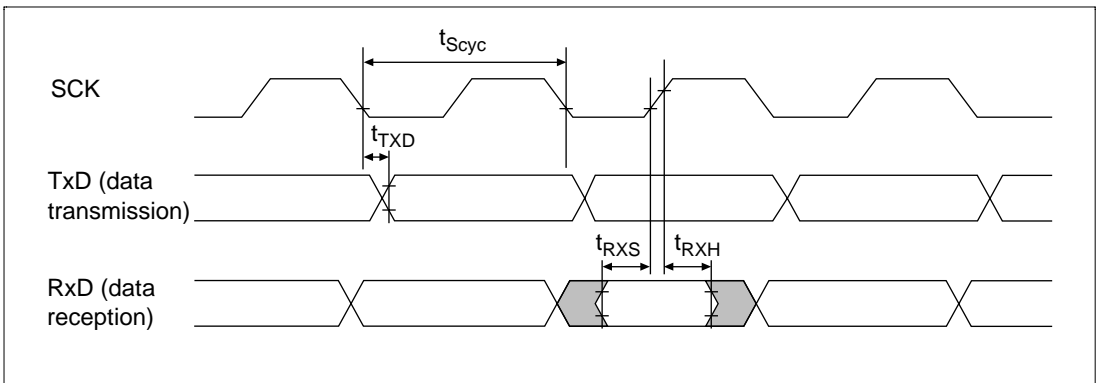 tScyc
SCK
tTXD
TxD (data
transmission)
tRXS tRXH
RxD (data
reception)